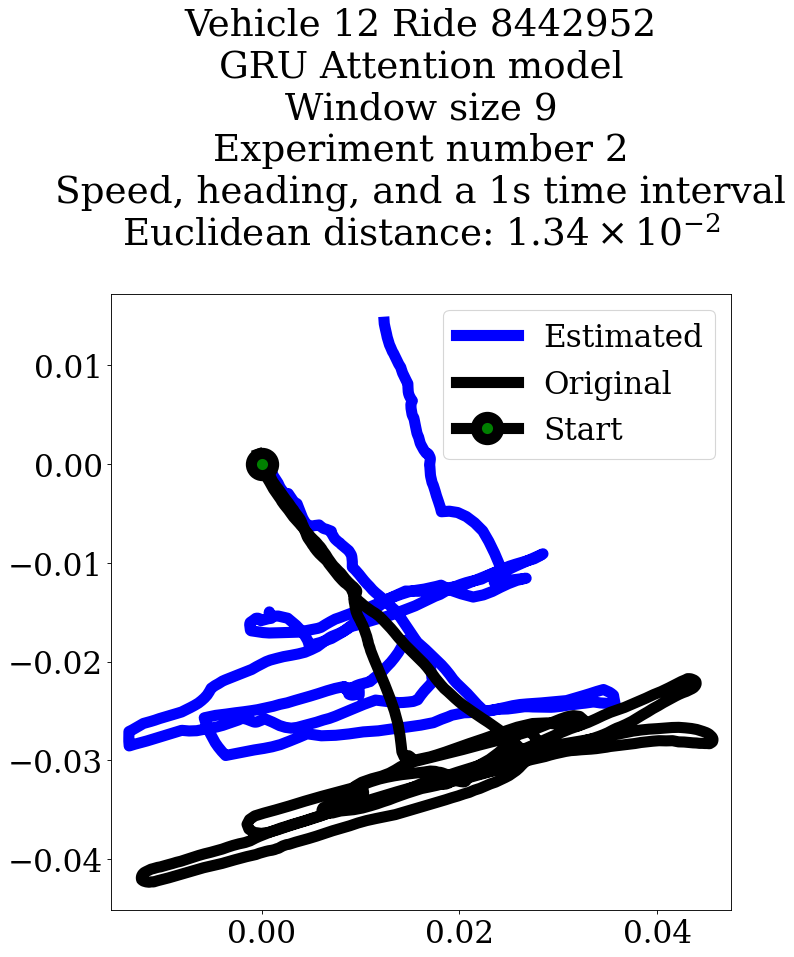 Vehicle 12 Ride 8442952
GRU Attention model
Window size 9
Experiment number 2
Speed, heading, and a 1s time interval
Euclidean distance: 1.34 × 10⁻²
Estimated
Original
Start
0.01
0.00
−0.01
−0.02
−0.03
−0.04
0.00 0.02 0.04